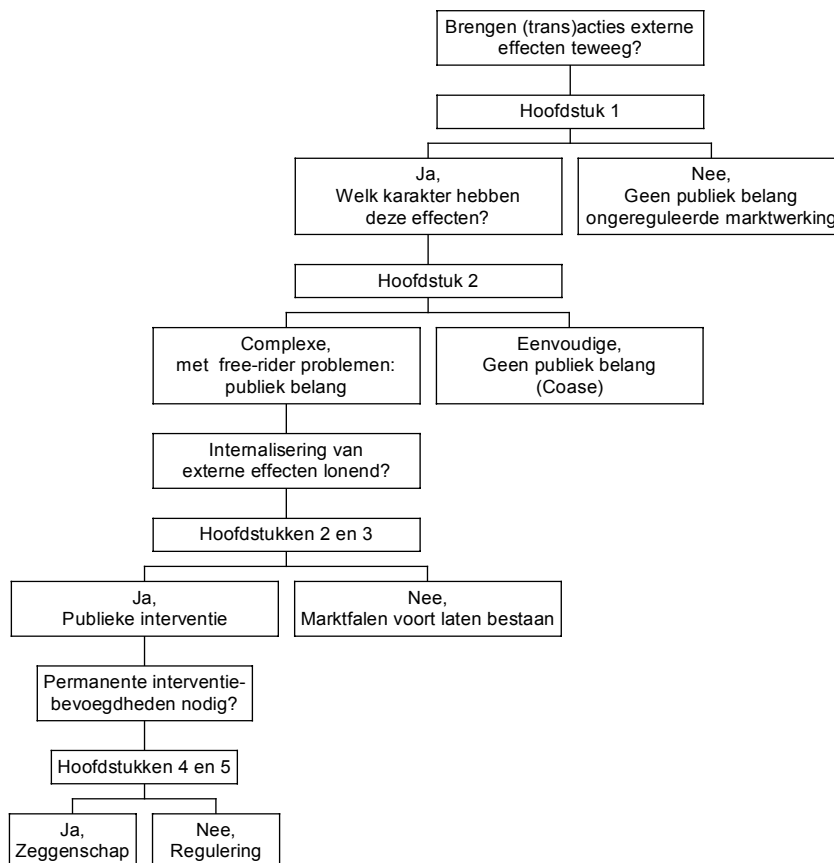 Brengen (trans)acties externe
effecten teweeg?
Hoofdstuk 1
Ja,
Welk karakter hebben
deze effecten?
Nee,
Geen publiek belang
ongereguleerde marktwerking
Hoofdstuk 2
Complexe,
met free-rider problemen:
publiek belang
Eenvoudige,
Geen publiek belang
(Coase)
Internalisering van
externe effecten lonend?
Hoofdstukken 2 en 3
Ja,
Publieke interventie
Nee,
Marktfalen voort laten bestaan
Permanente interventie-
bevoegdheden nodig?
Hoofdstukken 4 en 5
Ja,
Zeggenschap
Nee,
Regulering